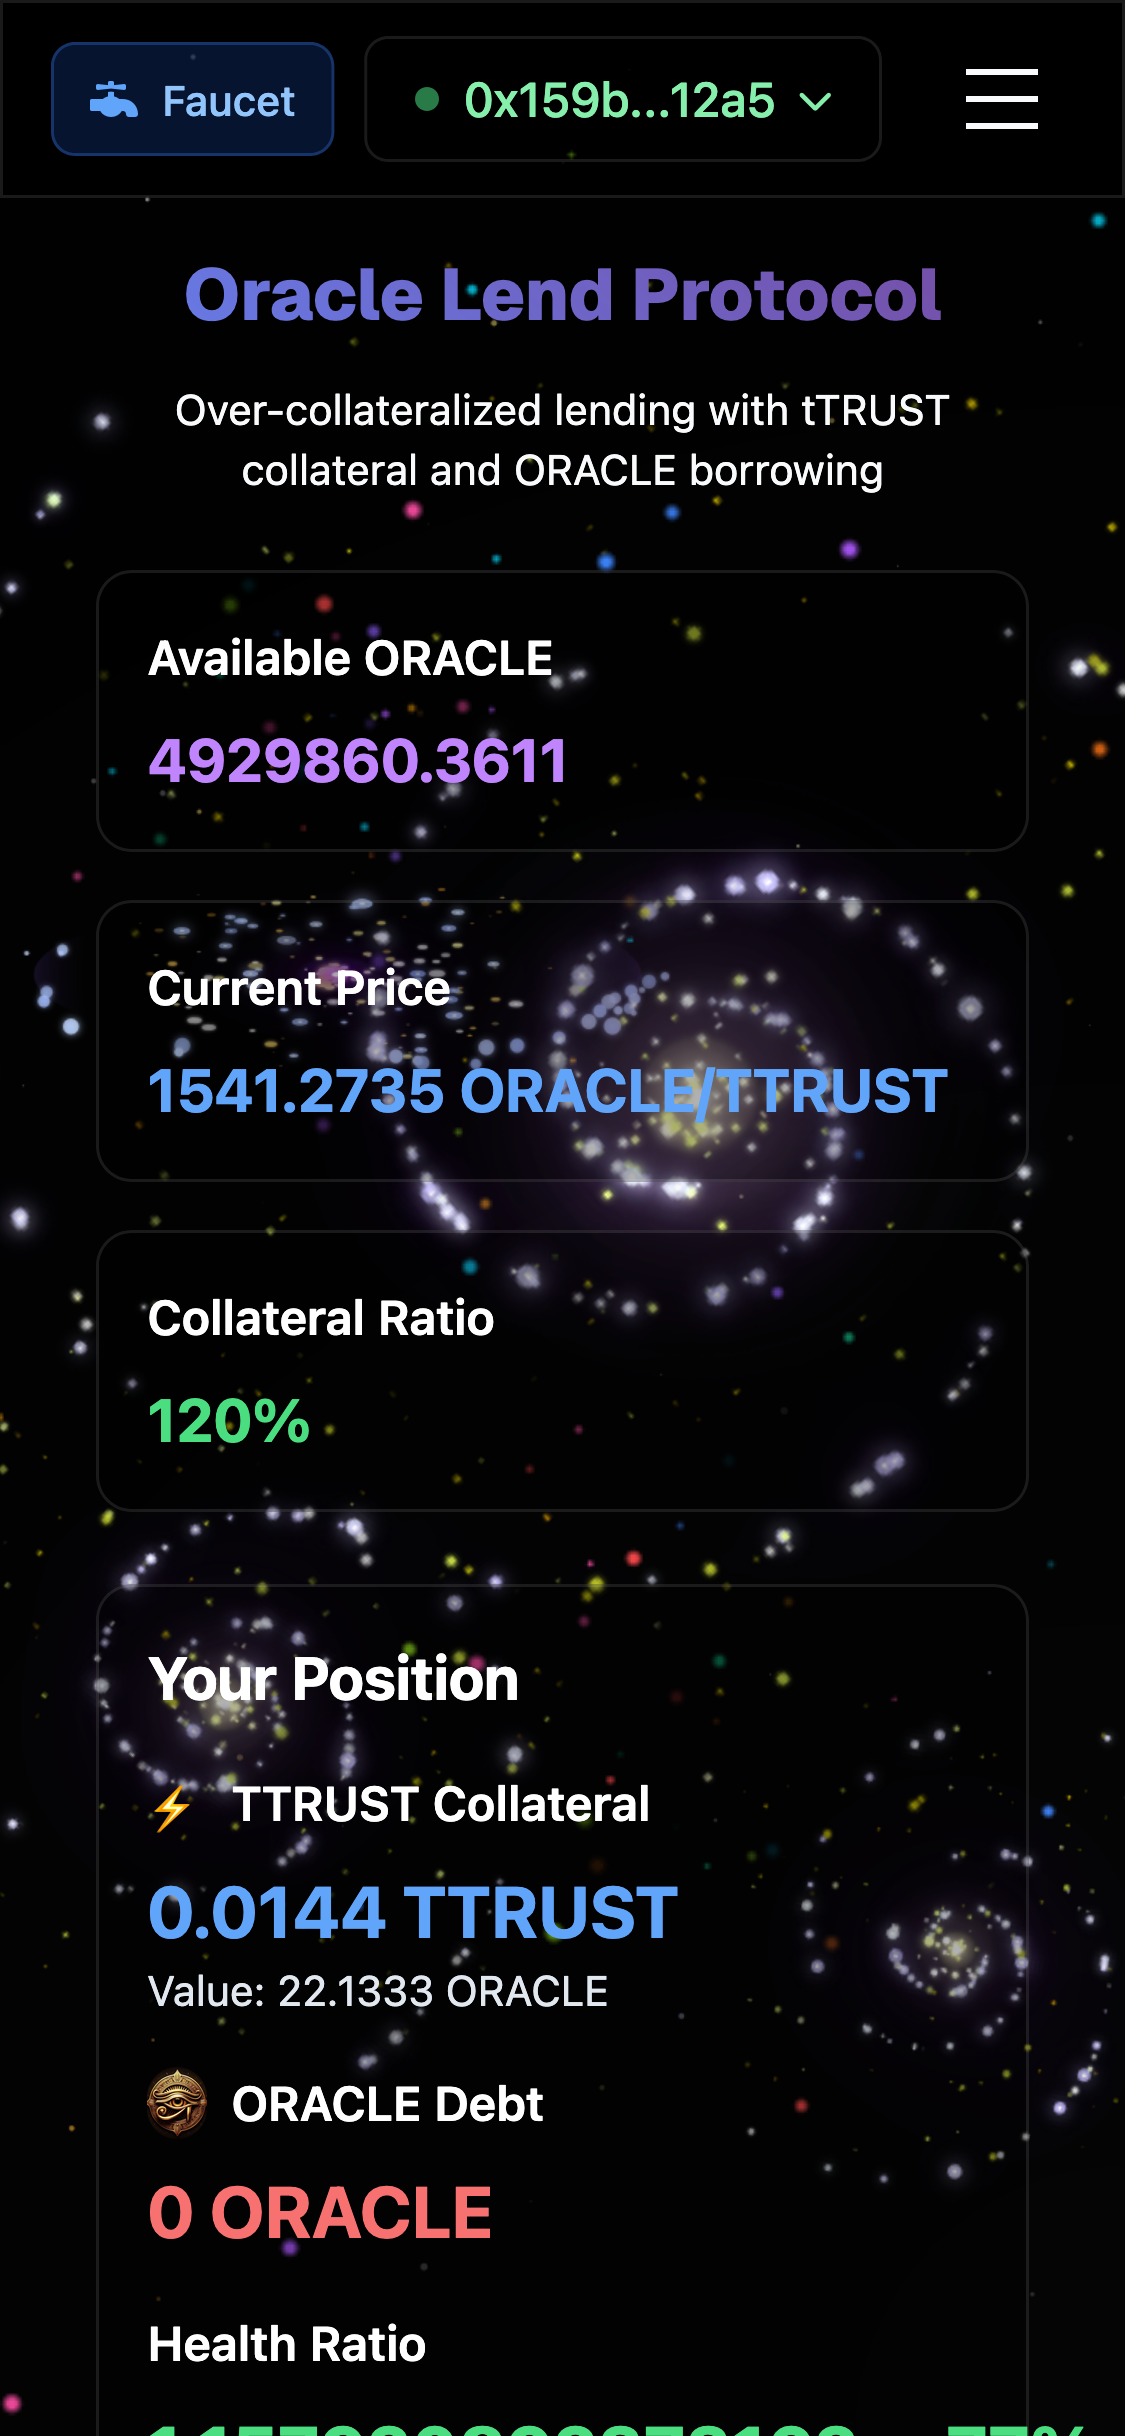 Faucet
0x159b...12a5
Oracle Lend Protocol
Over-collateralized lending with tTRUST
collateral and ORACLE borrowing
Available ORACLE
4929860.3611
Current Price
1541.2735 ORACLE/TTRUST
Collateral Ratio
120%
Your Position
TTRUST Collateral
0.0144 TTRUST
Value: 22.1333 ORACLE
ORACLE Debt
0 ORACLE
Health Ratio